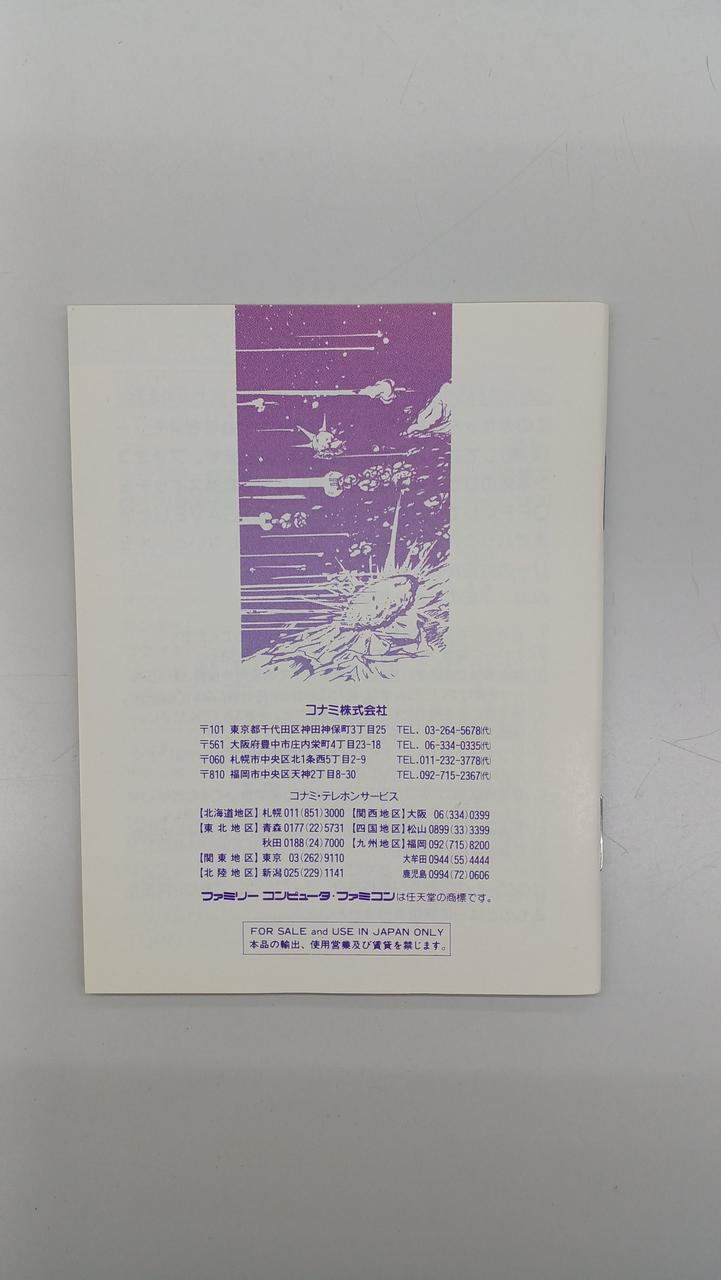 コナミ株式会社
〒101 東京都千代田区神田神保町3丁目25 TEL. 03-264-5678㈹
〒561 大阪府豊中市庄内栄町4丁目23-18 TEL. 06-334-0335㈹
〒060 札幌市中央区北1条西5丁目2-9 TEL.011-232-3778㈹
〒810 福岡市中央区天神2丁目8-30 TEL.092-715-2367㈹
コナミ・テレホンサービス
【北海道地区】札幌 011(851)3000 【関西地区】大阪 06(334)0399
【東北地区】青森 0177(22)5731 【四国地区】松山 0899(33)3399
秋田 0188(24)7000 【九州地区】福岡 092(715)8200
【関東地区】東京 03(262)9110 大牟田 0944(55)4444
【北陸地区】新潟 025(229)1141 鹿児島 0994(72)0606
ファミリーコンピュータ・ファミコンは任天堂の商標です。
FOR SALE and USE IN JAPAN ONLY
本品の輸出、使用営業及び賃貸を禁じます。